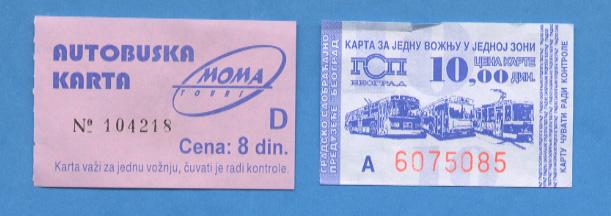 AUTOBUSKA
KARTA
MOMA
TOURS
№ 104218
D
Cena: 8 din.
Karta važi za jednu vožnju, čuvati je radi kontrole.
КАРТА ЗА ЈЕДНУ ВОЖЊУ У ЈЕДНОЈ ЗОНИ
ГСП
БЕОГРАД
ЦЕНА КАРТЕ
10,00 ДИН.
А 6075085
ГРАДСКО САОБРАЋАЈНО
ПРЕДУЗЕЋЕ БЕОГРАД
КАРТУ ЧУВАТИ РАДИ КОНТРОЛЕ